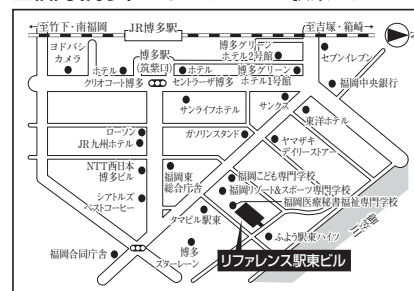 ←至竹下・南福岡
JR博多駅
至吉塚・箱崎→
ヨドバシ
カメラ
博多駅
(筑紫口)
博多グリーン
ホテル2号館
セブンイレブン
ホテル
クリオコート博多
ホテル
セントラーザ博多
博多グリーン
ホテル1号館
福岡中央銀行
サンライフホテル
サンクス
東洋ホテル
ローソン
JR九州ホテル
ガソリンスタンド
ヤマザキ
デイリーストアー
NTT西日本
博多ビル
福岡東
総合庁舎
福岡こども専門学校
福岡リゾート&スポーツ専門学校
福岡医療秘書福祉専門学校
シアトルズ
ベストコーヒー
タマビル駅東
ふよう駅東ハイツ
福岡合同庁舎
博多
スターレーン
リファレンス駅東ビル